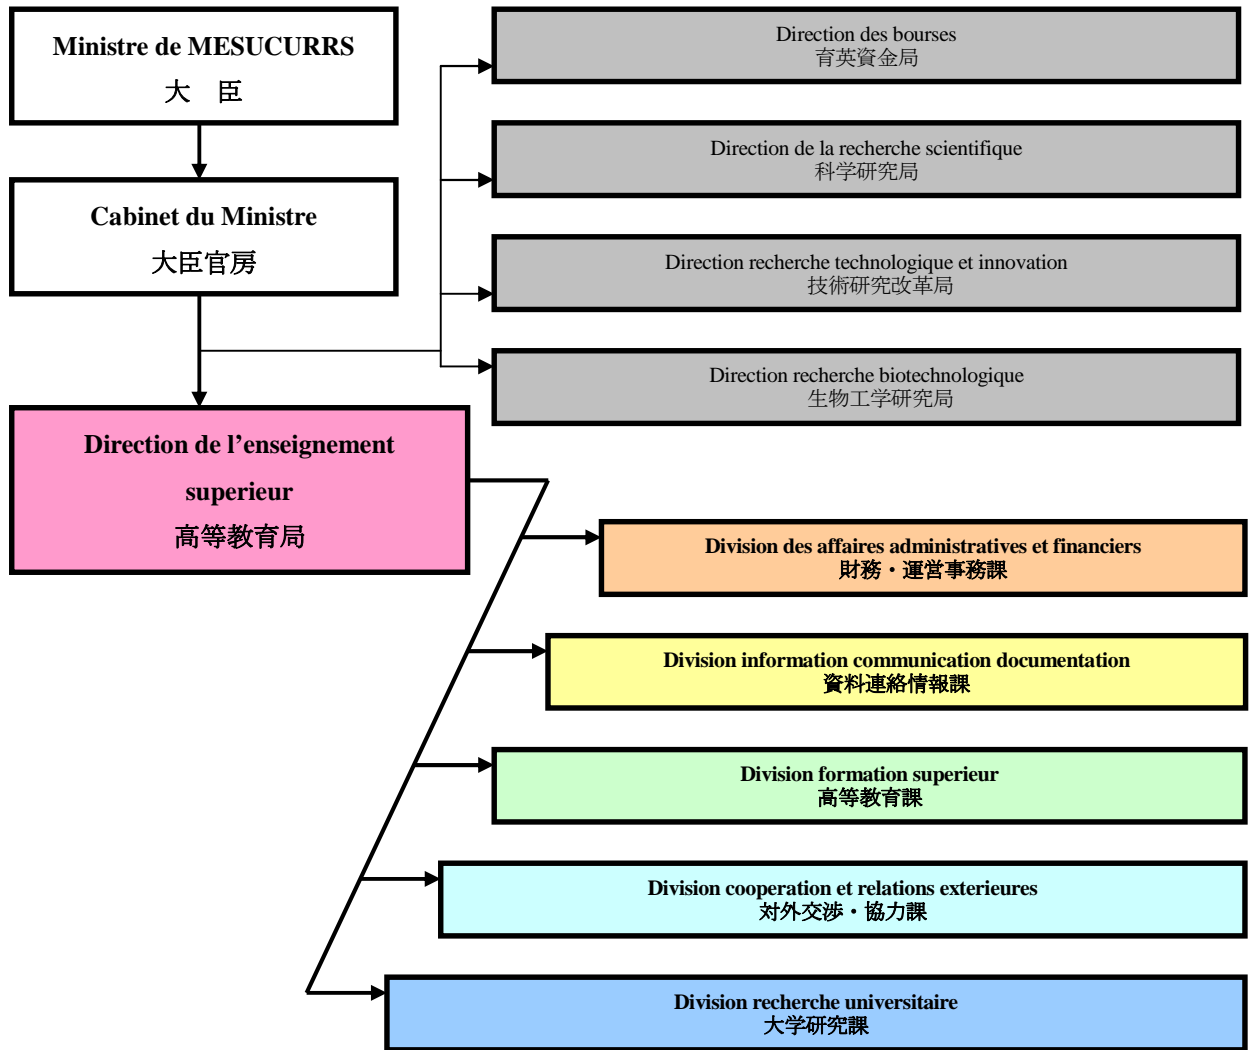 Ministre de MESUCURRS
大　臣
Cabinet du Ministre
大臣官房
Direction des bourses
育英資金局
Direction de la recherche scientifique
科学研究局
Direction recherche technologique et innovation
技術研究改革局
Direction recherche biotechnologique
生物工学研究局
Direction de l’enseignement
superieur
高等教育局
Division des affaires administratives et financiers
財務・運営事務課
Division information communication documentation
資料連絡情報課
Division formation superieur
高等教育課
Division cooperation et relations exterieures
対外交渉・協力課
Division recherche universitaire
大学研究課